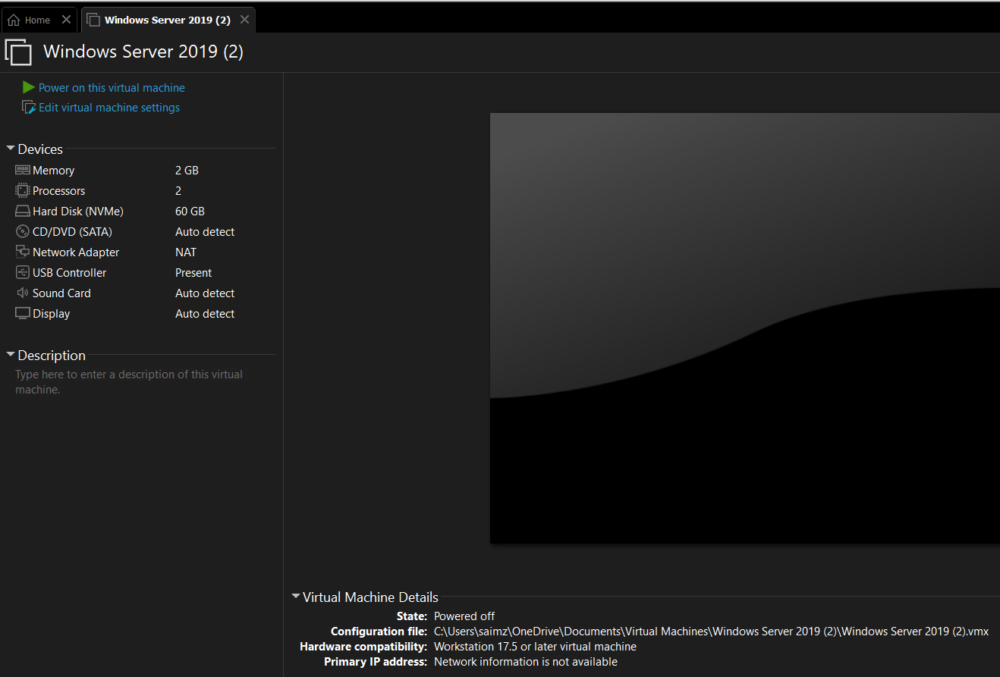 Home
Windows Server 2019 (2)
Windows Server 2019 (2)
Power on this virtual machine
Edit virtual machine settings
Devices
Memory 2 GB
Processors 2
Hard Disk (NVMe) 60 GB
CD/DVD (SATA) Auto detect
Network Adapter NAT
USB Controller Present
Sound Card Auto detect
Display Auto detect
Description
Type here to enter a description of this virtual
machine.
Virtual Machine Details
State: Powered off
Configuration file: C:\Users\saimz\OneDrive\Documents\Virtual Machines\Windows Server 2019 (2)\Windows Server 2019 (2).vmx
Hardware compatibility: Workstation 17.5 or later virtual machine
Primary IP address: Network information is not available